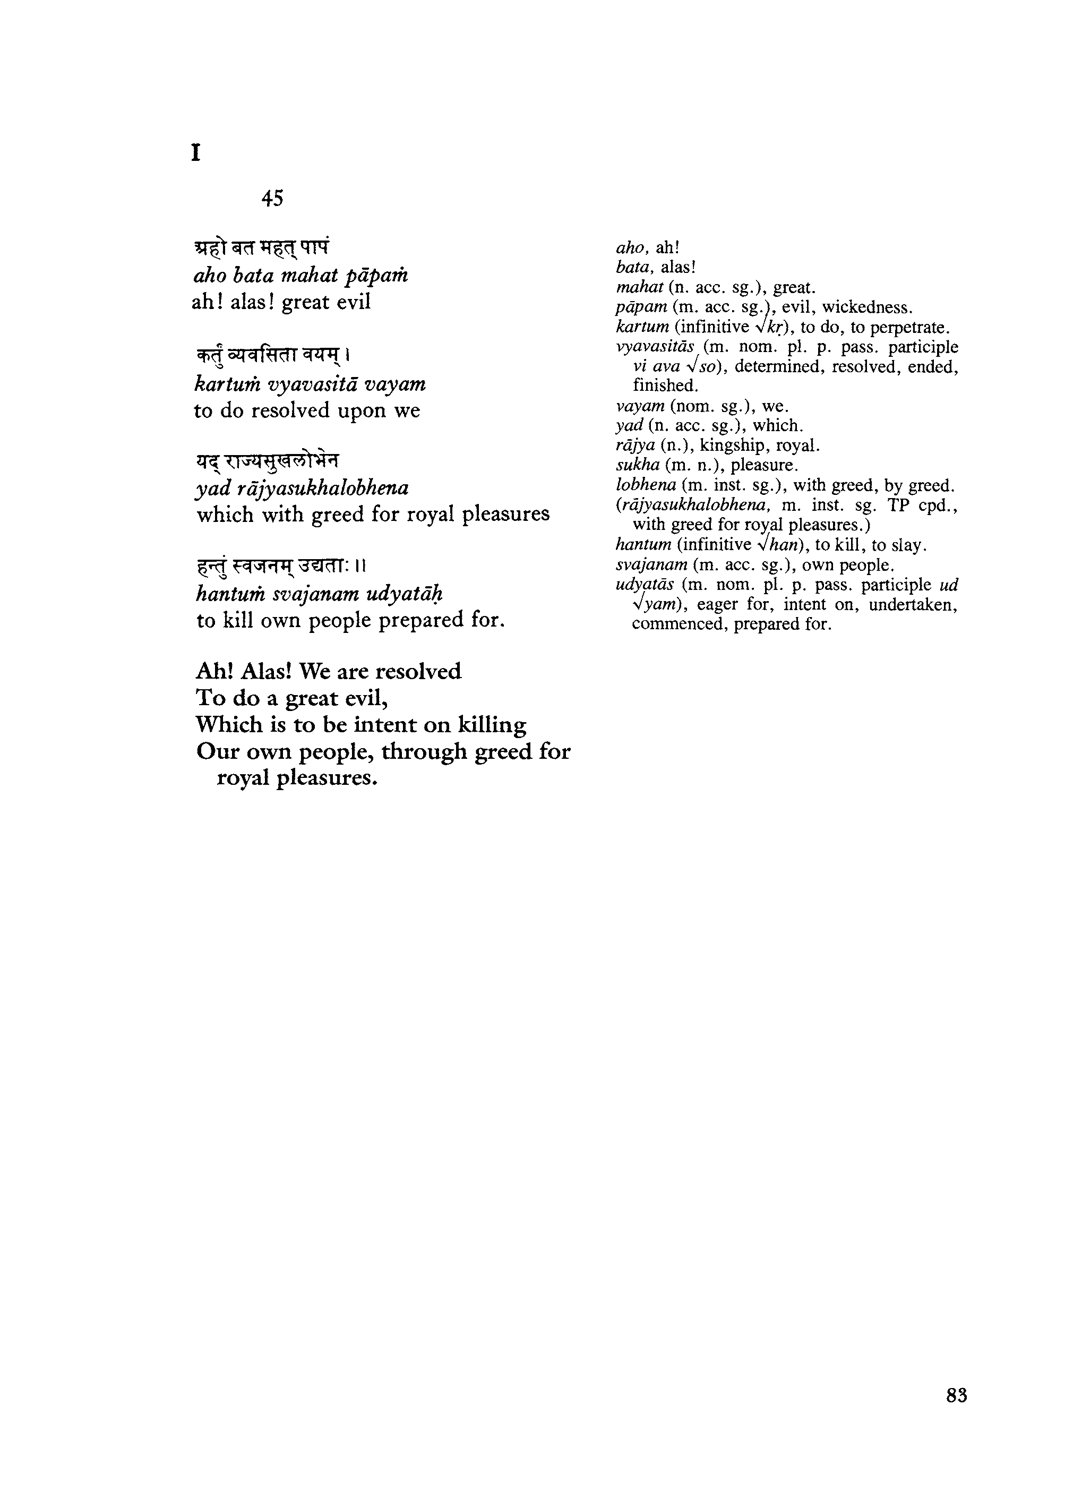 I
45
अहो बत महत् पापं
aho bata mahat pāpaṁ
ah! alas! great evil
कर्तुं व्यवसिता वयम् ।
kartuṁ vyavasitā vayam
to do resolved upon we
यद् राज्यसुखलोभेन
yad rājyasukhalobhena
which with greed for royal pleasures
हन्तुं स्वजनम् उद्यताः ।।
hantuṁ svajanam udyatāḥ
to kill own people prepared for.
Ah! Alas! We are resolved
To do a great evil,
Which is to be intent on killing
Our own people, through greed for
royal pleasures.
aho, ah!
bata, alas!
mahat (n. acc. sg.), great.
pāpam (m. acc. sg.), evil, wickedness.
kartum (infinitive √kṛ), to do, to perpetrate.
vyavasitās (m. nom. pl. p. pass. participle
vi ava √so), determined, resolved, ended,
finished.
vayam (nom. sg.), we.
yad (n. acc. sg.), which.
rājya (n.), kingship, royal.
sukha (m. n.), pleasure.
lobhena (m. inst. sg.), with greed, by greed.
(rājyasukhalobhena, m. inst. sg. TP cpd.,
with greed for royal pleasures.)
hantum (infinitive √han), to kill, to slay.
svajanam (m. acc. sg.), own people.
udyatās (m. nom. pl. p. pass. participle ud
√yam), eager for, intent on, undertaken,
commenced, prepared for.
83